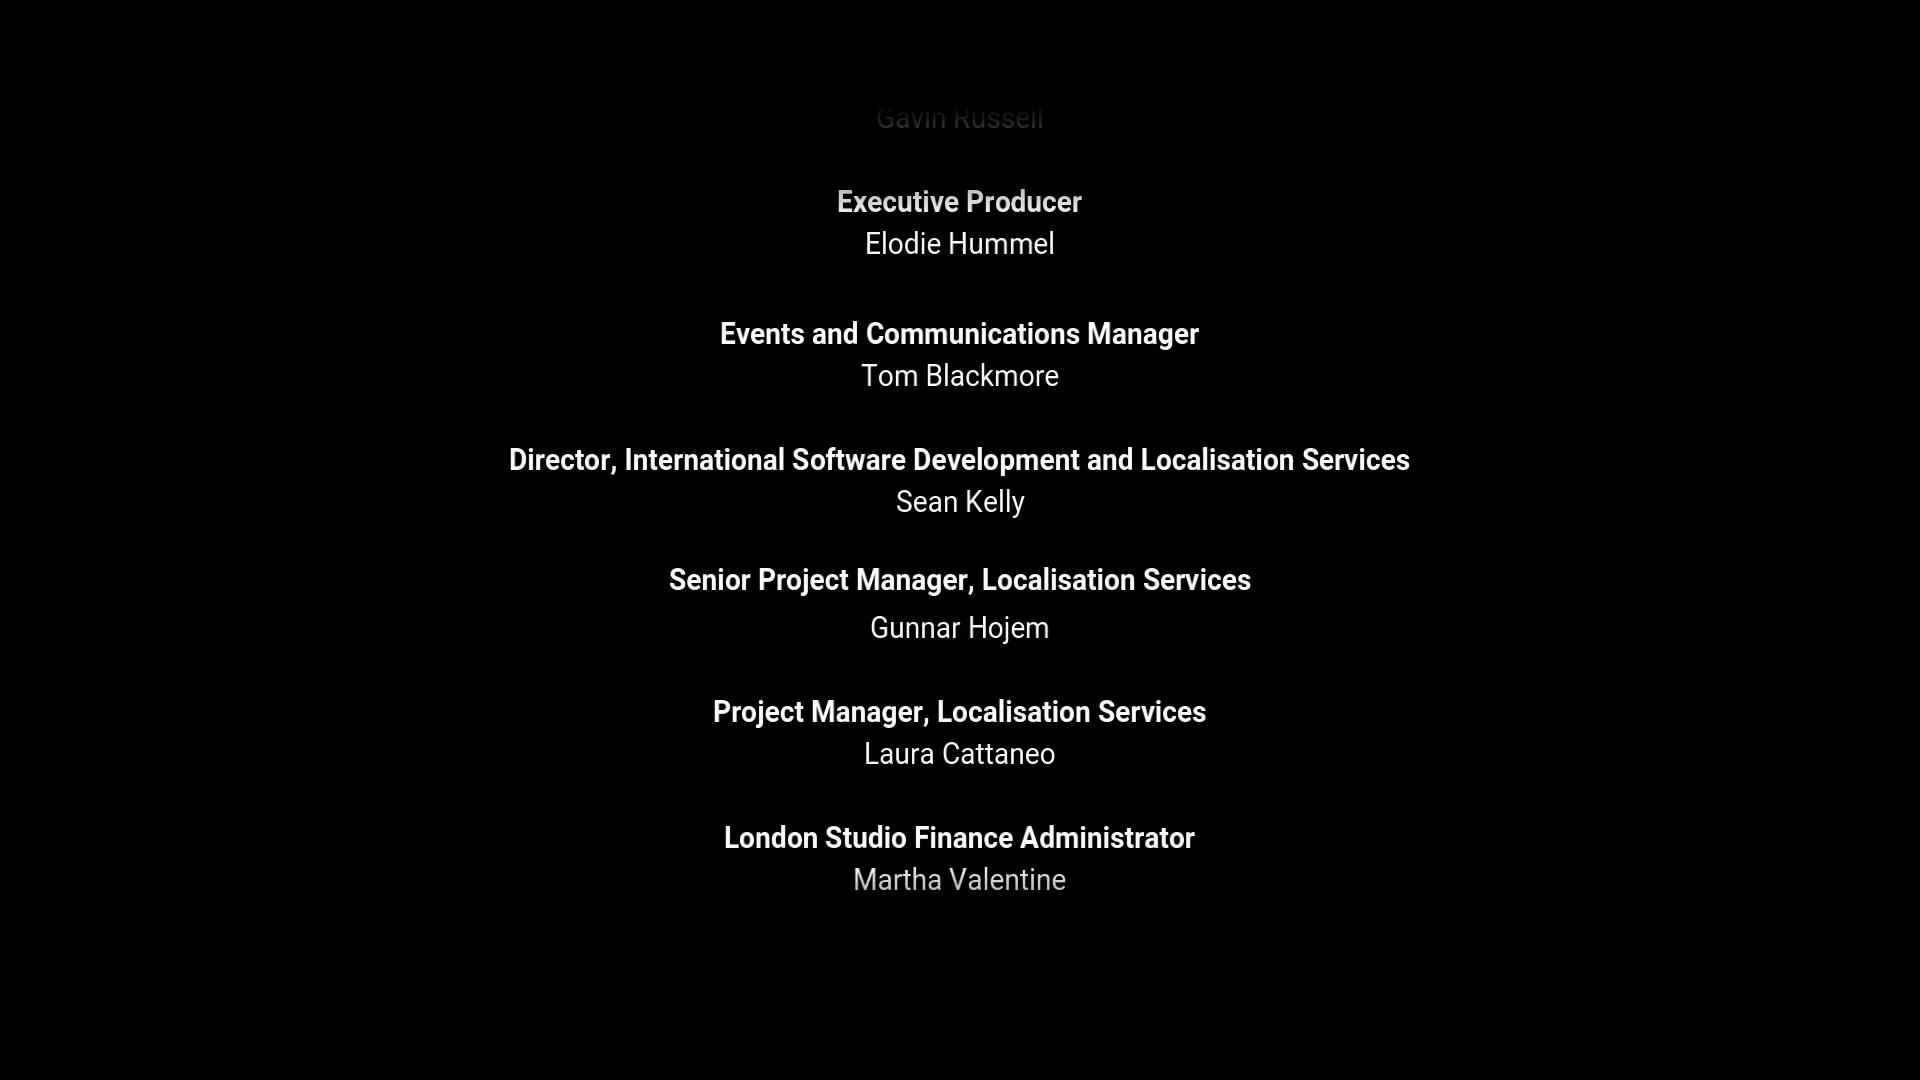 Gavin Russell
Executive Producer
Elodie Hummel
Events and Communications Manager
Tom Blackmore
Director, International Software Development and Localisation Services
Sean Kelly
Senior Project Manager, Localisation Services
Gunnar Hojem
Project Manager, Localisation Services
Laura Cattaneo
London Studio Finance Administrator
Martha Valentine